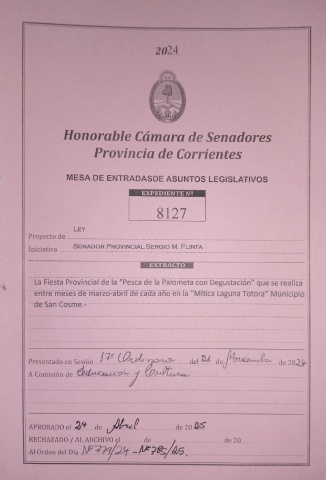 2024
Honorable Cámara de Senadores
Provincia de Corrientes
MESA DE ENTRADASDE ASUNTOS LEGISLATIVOS
EXPEDIENTE Nº
8127
Proyecto de LEY
Iniciativa SENADOR PROVINCIAL SERGIO M. FLINTA
EXTRACTO
La Fiesta Provincial de la "Pesca de la Palometa con Degustación" que se realiza
entre meses de marzo-abril de cada año en la "Mítica Laguna Totora" Municipio
de San Cosme.-
Presentado en Sesión 17º Ordinaria del de Noviembre de 2024
A Comisión de Educación y Cultura
APROBADO el 24 de Abril de 2025
RECHAZADO / AL ARCHIVO el de de 20
Al Orden del Día Nº 779/24 - Nº 785/25.